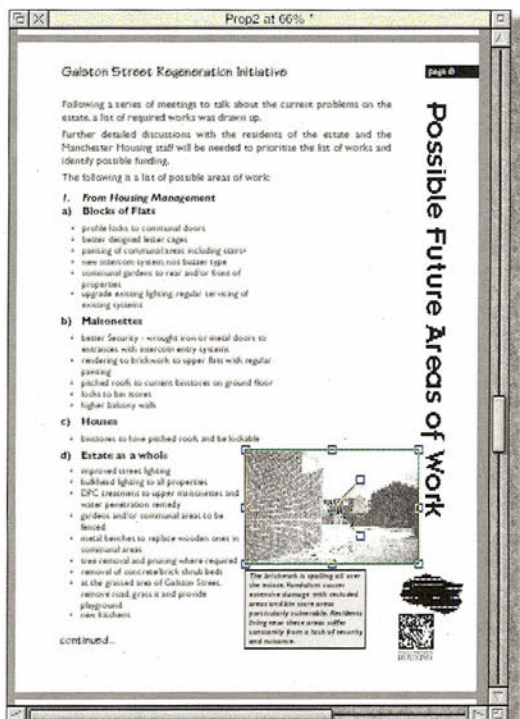 Prop2 at 66% *
Galston Street Regeneration Initiative
page
Following a series of meetings to talk about the current problems on the
estate, a list of required works was drawn up.
Further detailed discussions with the residents of the estate and the
Manchester Housing staff will be needed to prioritise the list of works and
identify possible funding.
The following is a list of possible areas of work:
1. From Housing Management
a) Blocks of Flats
• profile locks to communal doors
• better designed lester cages
• painting of communal areas including stairs
• new intercom system, not buzzer type
• communal gardens to rear and/or front of
properties
• upgrade existing lighting, regular servicing of
existing systems
b) Maisonettes
• better Security - wrought iron or metal doors to
entrances with intercom entry systems
• rendering to brickwork to upper flats with regular
painting
• pitched roofs to current binstores on ground floor
• locks to bin stores
• higher balcony walls
c) Houses
• binstores to have pitched roofs and be lockable
d) Estate as a whole
• improved street lighting
• bulkhead lighting to all properties
• DPC treatment to upper maisonettes and
water penetration remedy
• gardens and/or communal areas to be
fenced
• metal benches to replace wooden ones in
communal areas
• tree removal and pruning where required
• removal of concrete/brick shrub beds
• at the grassed area of Galston Street,
remove road, grass it and provide
playground
• new kitchens
continued...
The brickwork is spalling all over
the estate. Vandalism causes
extensive damage with secluded
areas and bin store areas
particularly vulnerable. Residents
living near these areas suffer
constantly from a lack of security
and nuisance.
Possible Future Areas of Work
HOUSING